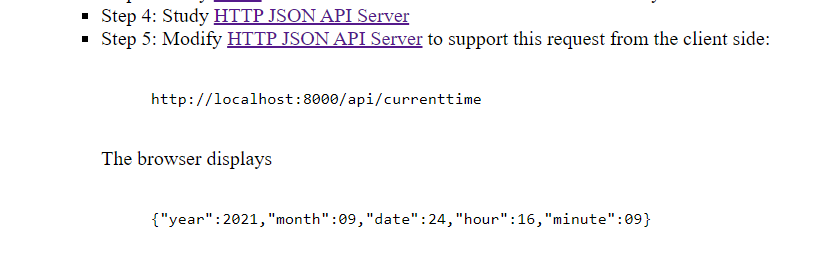 Step 4: Study HTTP JSON API Server
Step 5: Modify HTTP JSON API Server to support this request from the client side:
http://localhost:8000/api/currenttime
The browser displays
{"year":2021,"month":09,"date":24,"hour":16,"minute":09}